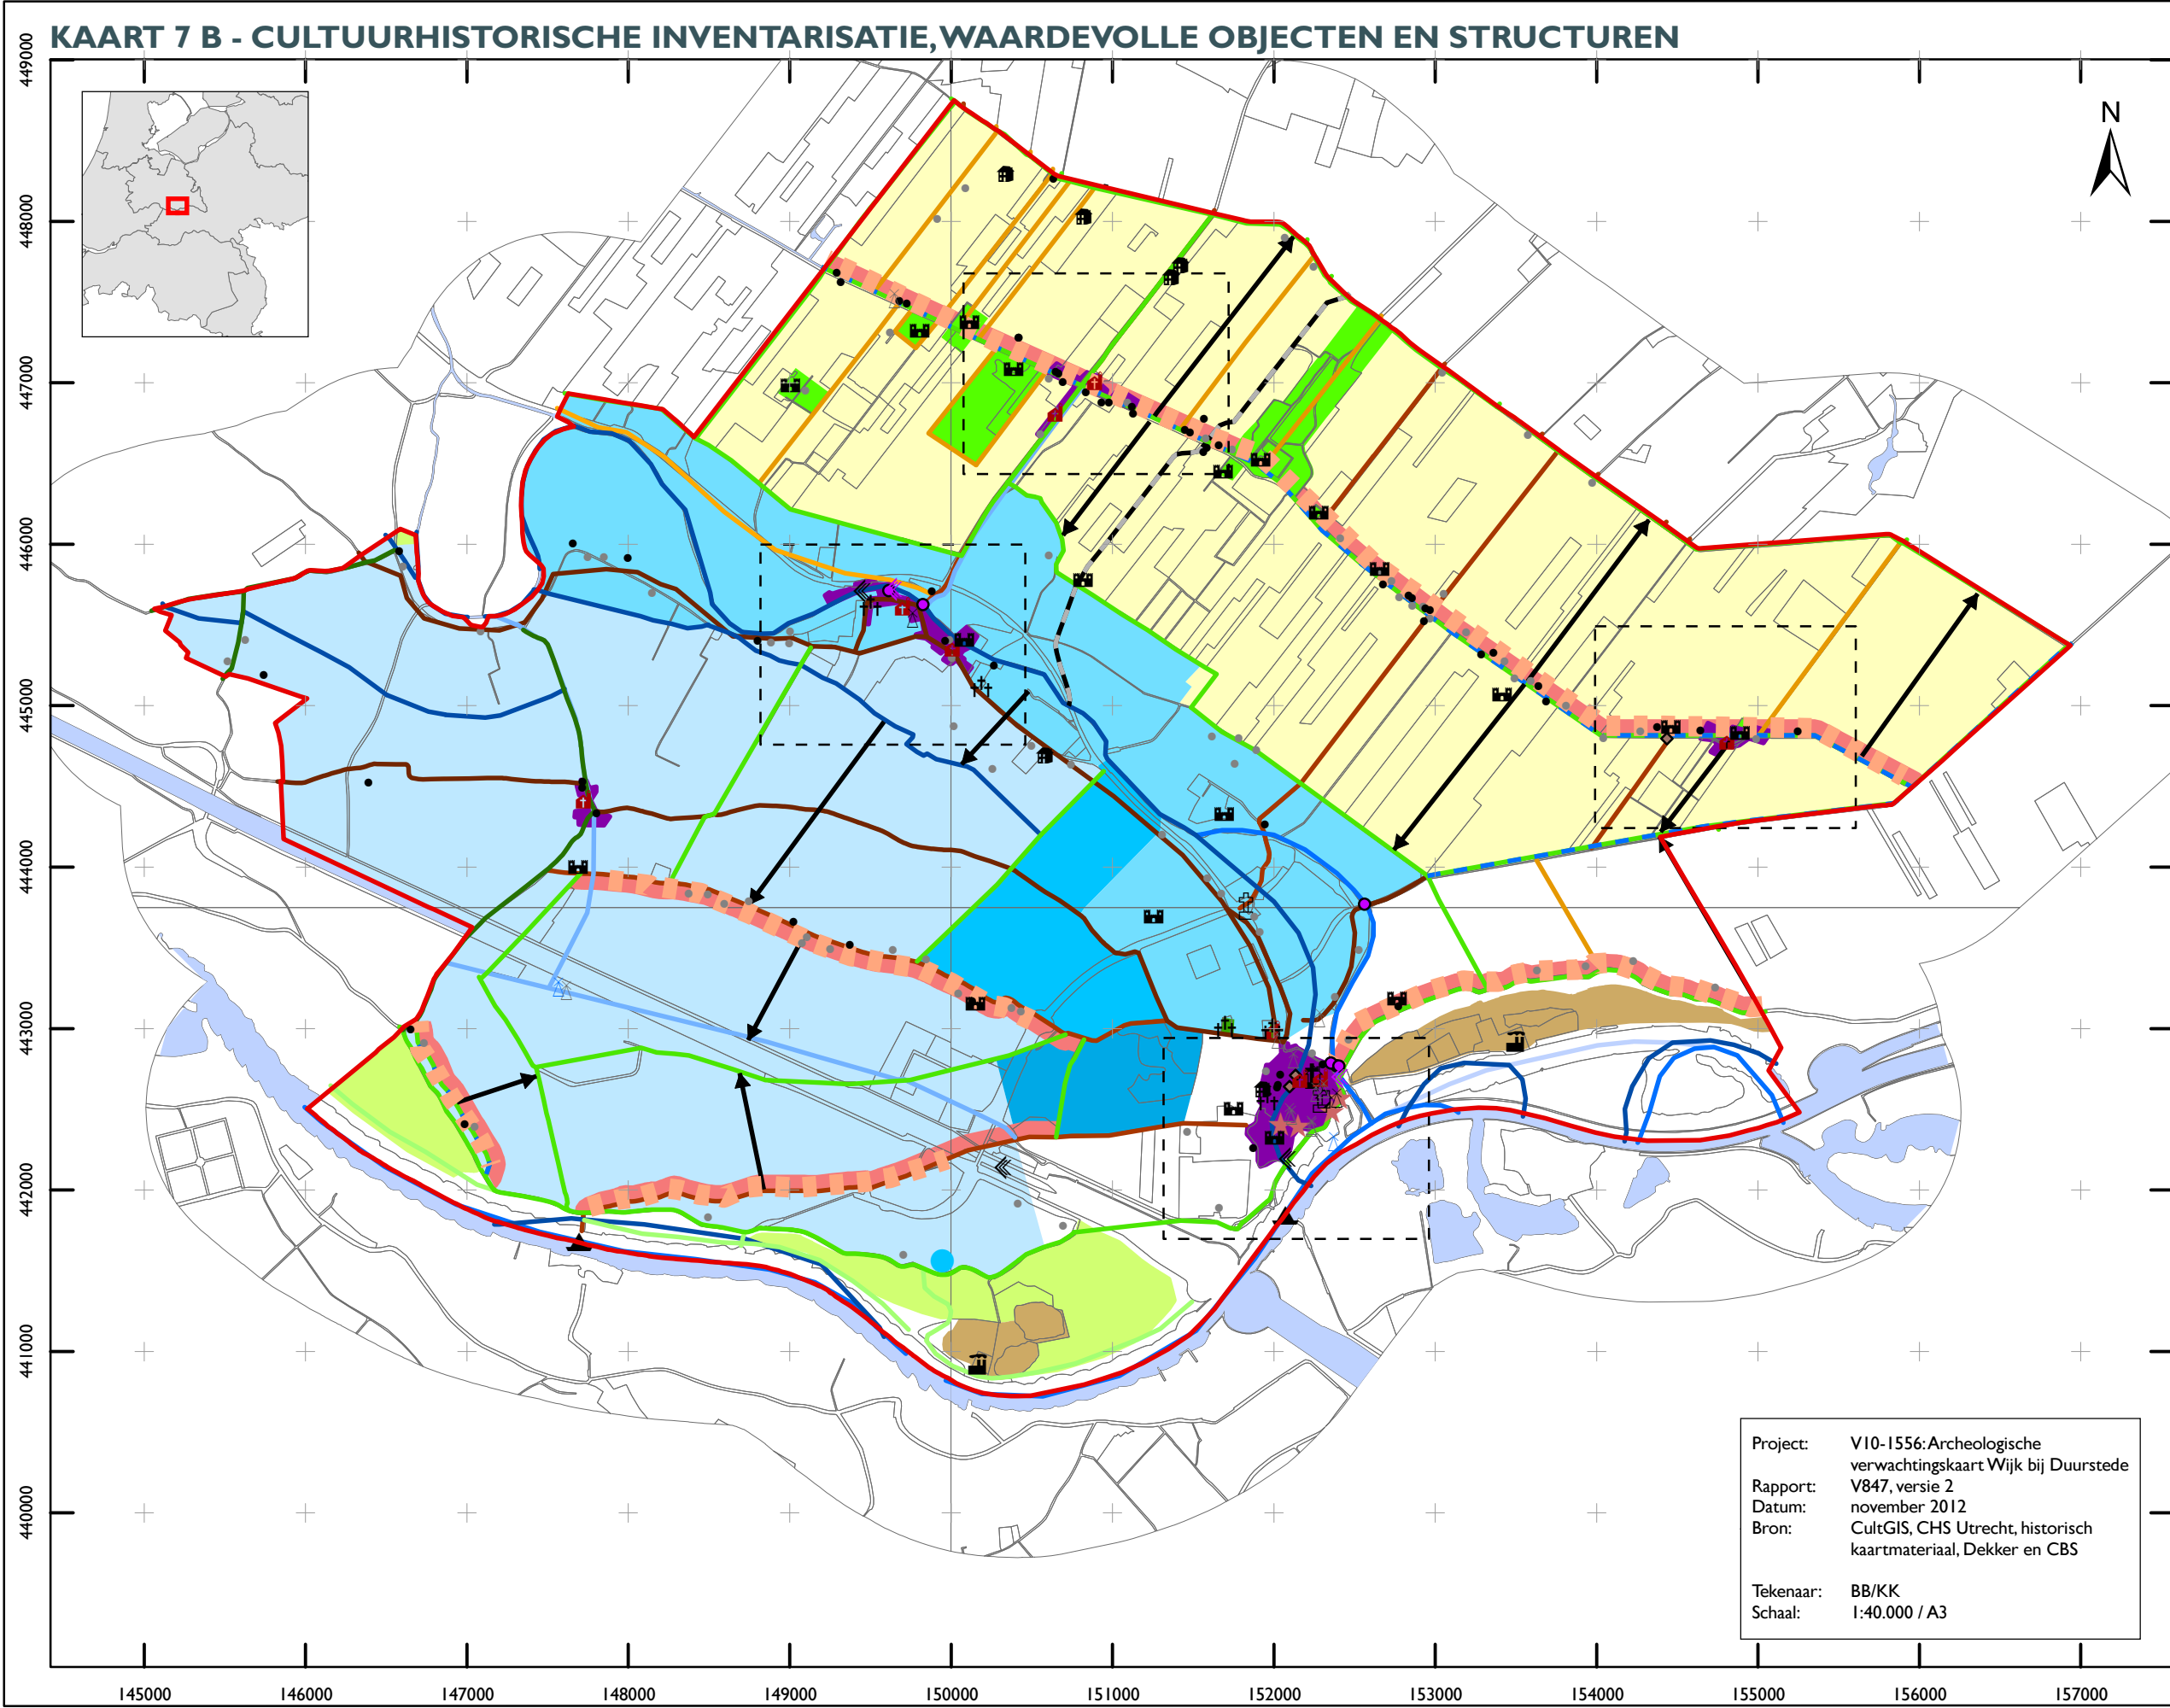 KAART 7 B - CULTUURHISTORISCHE INVENTARISATIE, WAARDEVOLLE OBJECTEN EN STRUCTUREN
449000
448000
447000
446000
445000
444000
443000
442000
441000
440000
N
Project: V10-1556: Archeologische
verwachtingskaart Wijk bij Duurstede
Rapport: V847, versie 2
Datum: november 2012
Bron: CultGIS, CHS Utrecht, historisch
kaartmateriaal, Dekker en CBS
Tekenaar: BB/KK
Schaal: 1:40.000 / A3
145000 146000 147000 148000 149000 150000 151000 152000 153000 154000 155000 156000 157000